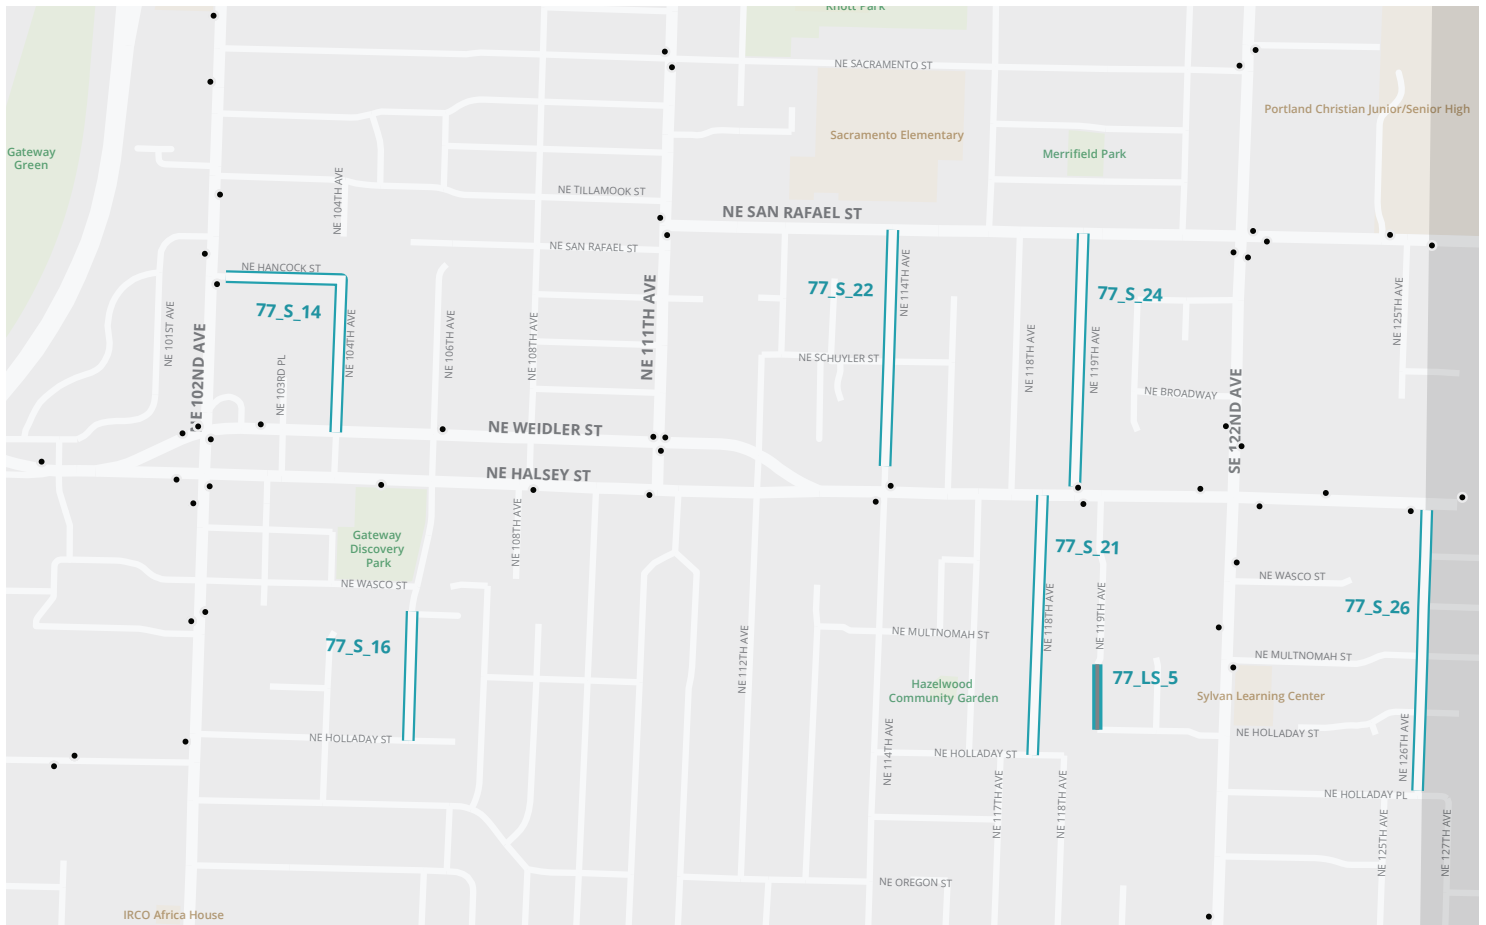 Knott Park
NE SACRAMENTO ST
Portland Christian Junior/Senior High
Sacramento Elementary
Gateway
Green
Merrifield Park
NE TILLAMOOK ST
NE 104TH AVE
NE SAN RAFAEL ST
NE SAN RAFAEL ST
NE HANCOCK ST
77_S_14
77_S_22
NE 114TH AVE
77_S_24
NE 101ST AVE
NE 102ND AVE
NE 103RD PL
NE 104TH AVE
NE 106TH AVE
NE 108TH AVE
NE 111TH AVE
NE SCHUYLER ST
NE 118TH AVE
NE 119TH AVE
NE BROADWAY
SE 122ND AVE
NE 125TH AVE
NE WEIDLER ST
NE HALSEY ST
Gateway
Discovery
Park
NE 108TH AVE
77_S_21
NE WASCO ST
NE WASCO ST
77_S_26
NE 118TH AVE
NE 119TH AVE
NE MULTNOMAH ST
NE MULTNOMAH ST
77_S_16
NE 112TH AVE
Hazelwood
Community Garden
77_LS_5
Sylvan Learning Center
NE HOLLADAY ST
NE 114TH AVE
NE HOLLADAY ST
NE HOLLADAY ST
NE 126TH AVE
NE 117TH AVE
NE 118TH AVE
NE HOLLADAY PL
NE 125TH AVE
NE 127TH AVE
NE OREGON ST
IRCO Africa House